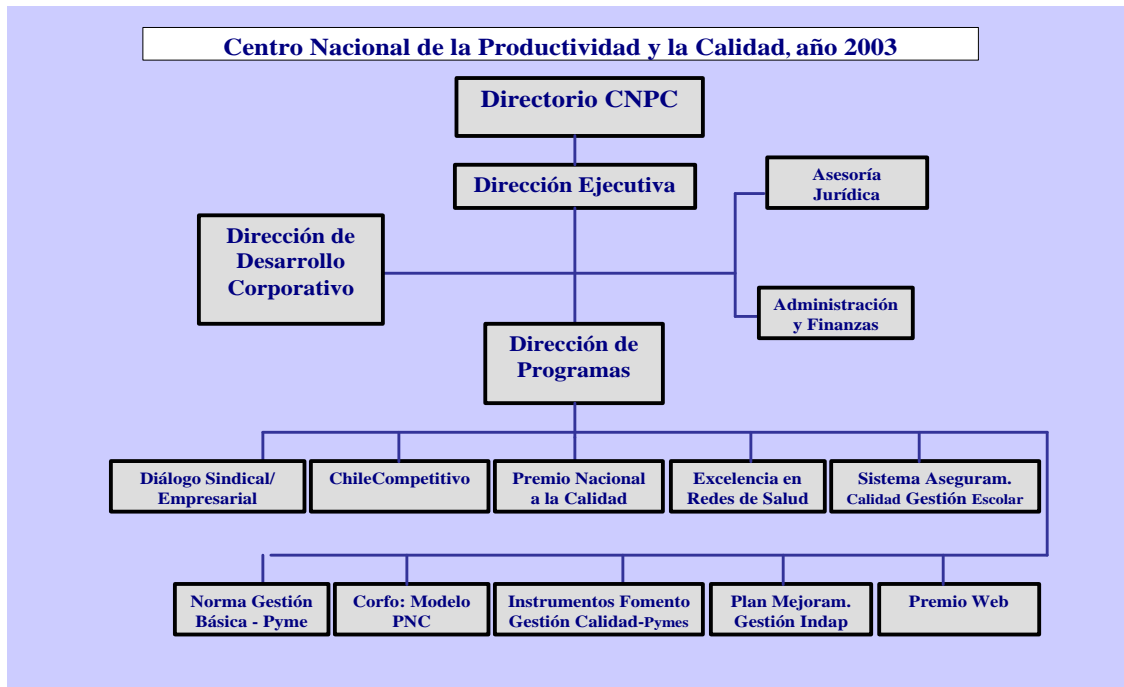 Centro Nacional de la Productividad y la Calidad, año 2003
Directorio CNPC
Dirección Ejecutiva
Asesoría
Jurídica
Dirección de
Desarrollo
Corporativo
Administración
y Finanzas
Dirección de
Programas
Diálogo Sindical/
Empresarial
ChileCompetitivo
Premio Nacional
a la Calidad
Excelencia en
Redes de Salud
Sistema Aseguram.
Calidad Gestión Escolar
Norma Gestión
Básica - Pyme
Corfo: Modelo
PNC
Instrumentos Fomento
Gestión Calidad-Pymes
Plan Mejoram.
Gestión Indap
Premio Web